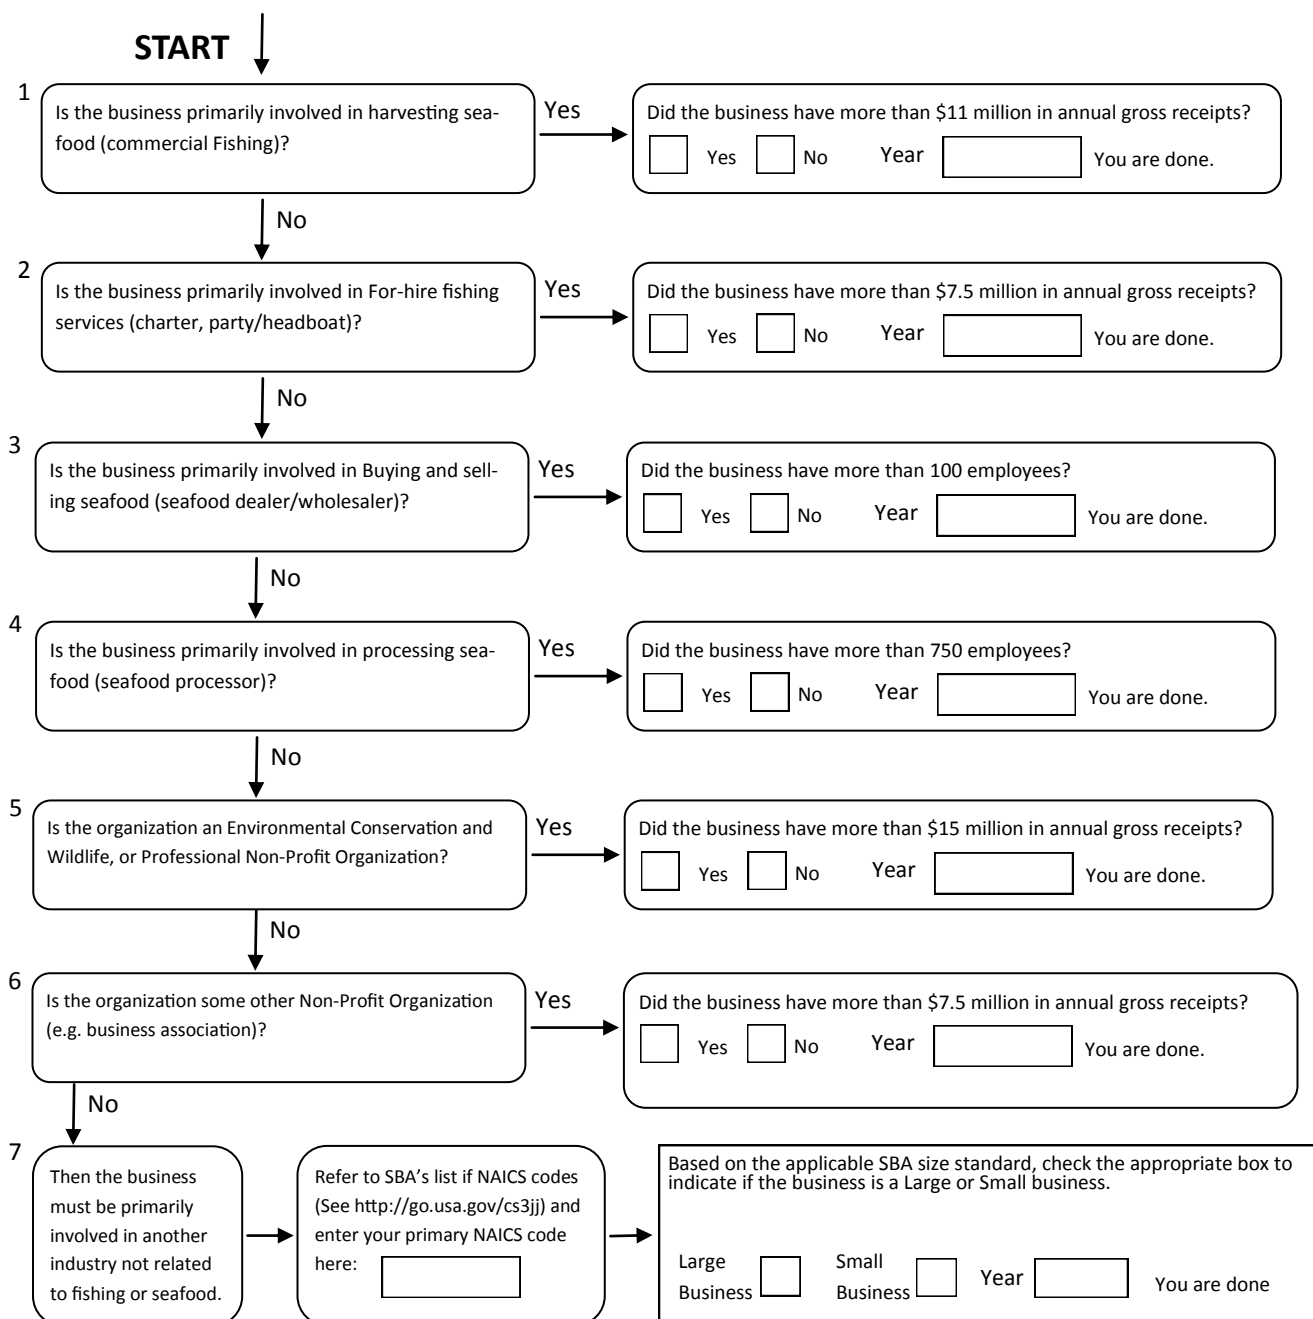 START
1
Is the business primarily involved in harvesting sea-
food (commercial Fishing)?
Yes
Did the business have more than $11 million in annual gross receipts?
Yes No Year You are done.
No
2
Is the business primarily involved in For-hire fishing
services (charter, party/headboat)?
Yes
Did the business have more than $7.5 million in annual gross receipts?
Yes No Year You are done.
No
3
Is the business primarily involved in Buying and sell-
ing seafood (seafood dealer/wholesaler)?
Yes
Did the business have more than 100 employees?
Yes No Year You are done.
No
4
Is the business primarily involved in processing sea-
food (seafood processor)?
Yes
Did the business have more than 750 employees?
Yes No Year You are done.
No
5
Is the organization an Environmental Conservation and
Wildlife, or Professional Non-Profit Organization?
Yes
Did the business have more than $15 million in annual gross receipts?
Yes No Year You are done.
No
6
Is the organization some other Non-Profit Organization
(e.g. business association)?
Yes
Did the business have more than $7.5 million in annual gross receipts?
Yes No Year You are done.
No
7
Then the business
must be primarily
involved in another
industry not related
to fishing or seafood.
Refer to SBA's list if NAICS codes
(See http://go.usa.gov/cs3jj) and
enter your primary NAICS code
here:
Based on the applicable SBA size standard, check the appropriate box to
indicate if the business is a Large or Small business.
Large
Business
Small
Business
Year
You are done